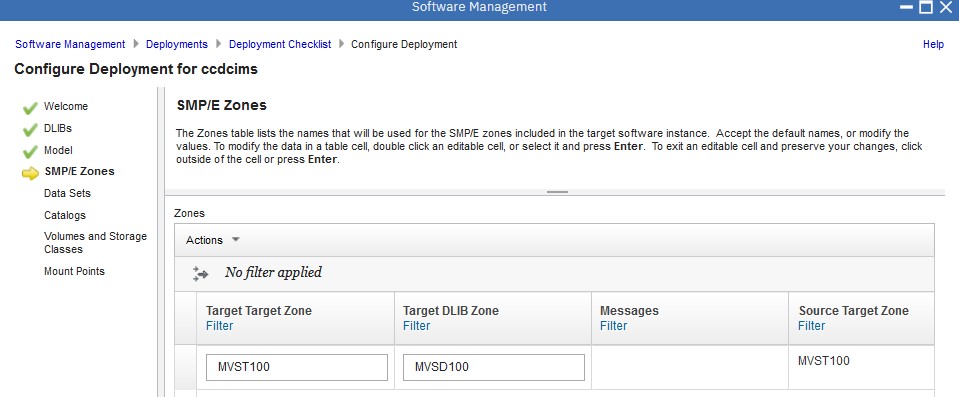 Software Management
Software Management Deployments Deployment Checklist Configure Deployment Help
Configure Deployment for ccdcims
Welcome
DLIBs
Model
SMP/E Zones
Data Sets
Catalogs
Volumes and Storage
Classes
Mount Points
SMP/E Zones
The Zones table lists the names that will be used for the SMP/E zones included in the target software instance. Accept the default names, or modify the
values. To modify the data in a table cell, double click an editable cell, or select it and press Enter. To exit an editable cell and preserve your changes, click
outside of the cell or press Enter.
Zones
Actions
No filter applied
Target Target Zone Target DLIB Zone Messages Source Target Zone
Filter Filter Filter Filter
MVST100 MVSD100 MVST100